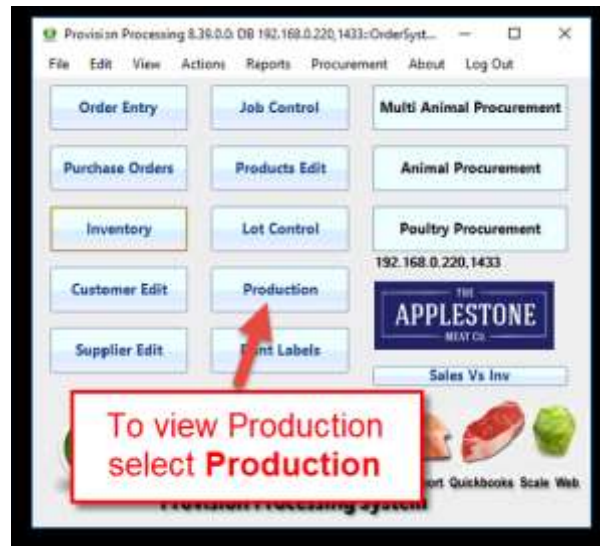 Provision Processing 8.39.0.0: DB 192.168.0.220,1433::OrderSyst...
File Edit View Actions Reports Procurement About Log Out
Order Entry Job Control Multi Animal Procurement
Purchase Orders Products Edit Animal Procurement
Inventory Lot Control Poultry Procurement
192.168.0.220,1433
Customer Edit Production
THE
APPLESTONE
MEAT CO.
Supplier Edit Print Labels
Sales Vs Inv
To view Production
select Production
Quickbooks Scale Web
Provision Processing System